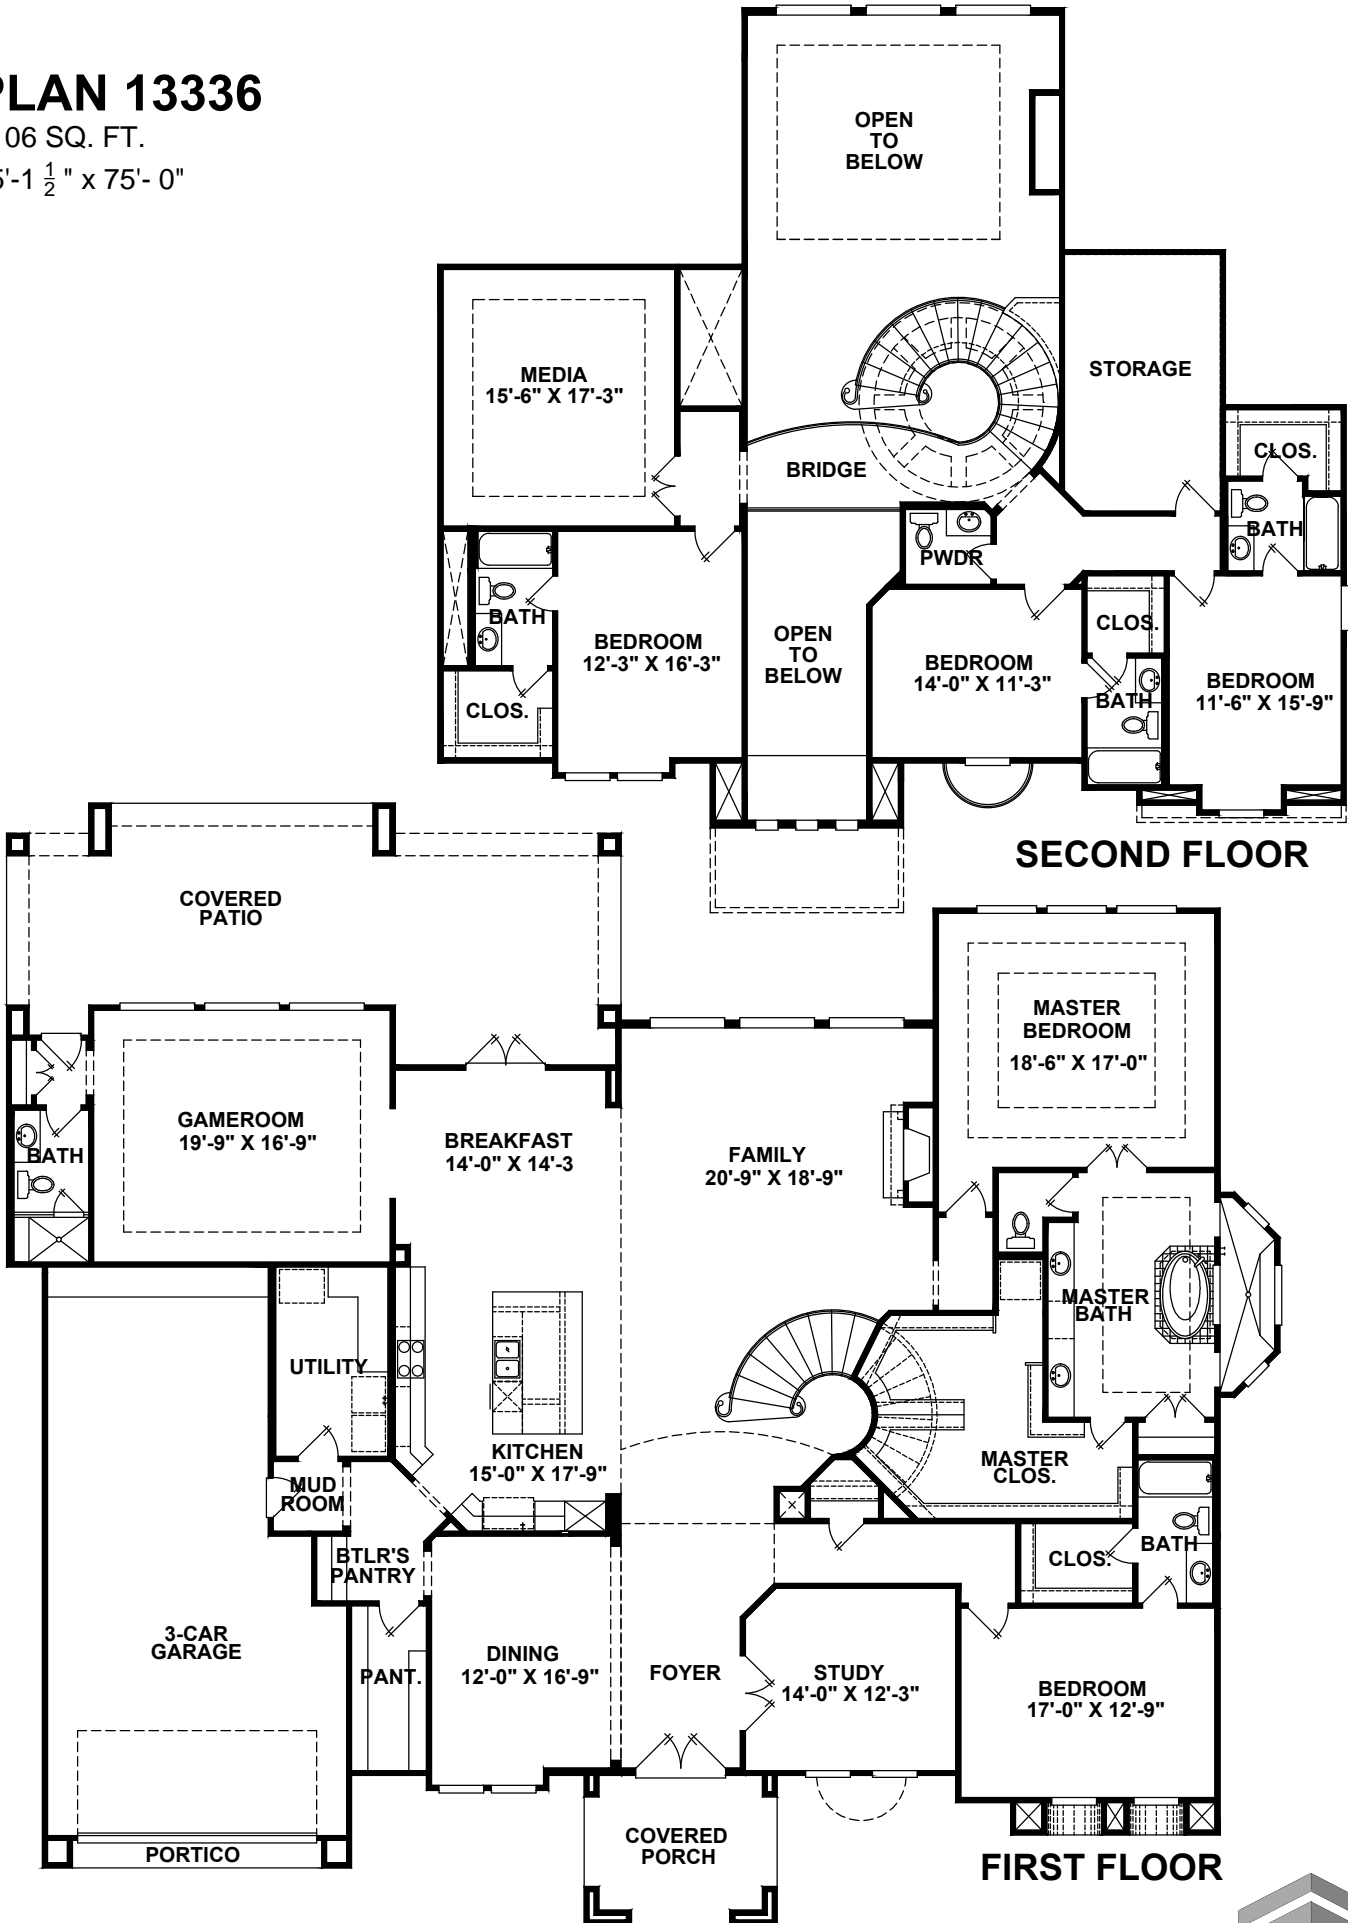 PLAN 13336
06 SQ. FT.
5'-1 1/2 " x 75'- 0"
OPEN
TO
BELOW
MEDIA
15'-6" X 17'-3"
STORAGE
CLOS.
BRIDGE
BATH
PWDR
BATH
BEDROOM
12'-3" X 16'-3"
OPEN
TO
BELOW
BEDROOM
14'-0" X 11'-3"
CLOS.
BATH
BEDROOM
11'-6" X 15'-9"
CLOS.
SECOND FLOOR
COVERED
PATIO
MASTER
BEDROOM
18'-6" X 17'-0"
GAMEROOM
19'-9" X 16'-9"
BATH
BREAKFAST
14'-0" X 14'-3
FAMILY
20'-9" X 18'-9"
MASTER
BATH
UTILITY
KITCHEN
15'-0" X 17'-9"
MASTER
CLOS.
MUD
ROOM
BTLR'S
PANTRY
CLOS.
BATH
3-CAR
GARAGE
PANT.
DINING
12'-0" X 16'-9"
FOYER
STUDY
14'-0" X 12'-3"
BEDROOM
17'-0" X 12'-9"
PORTICO
COVERED
PORCH
FIRST FLOOR